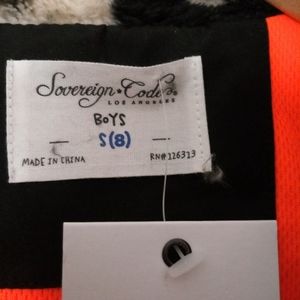 Sovereign★Code
LOS ANGELES
BOYS
S(8)
MADE IN CHINA
RN# 126313